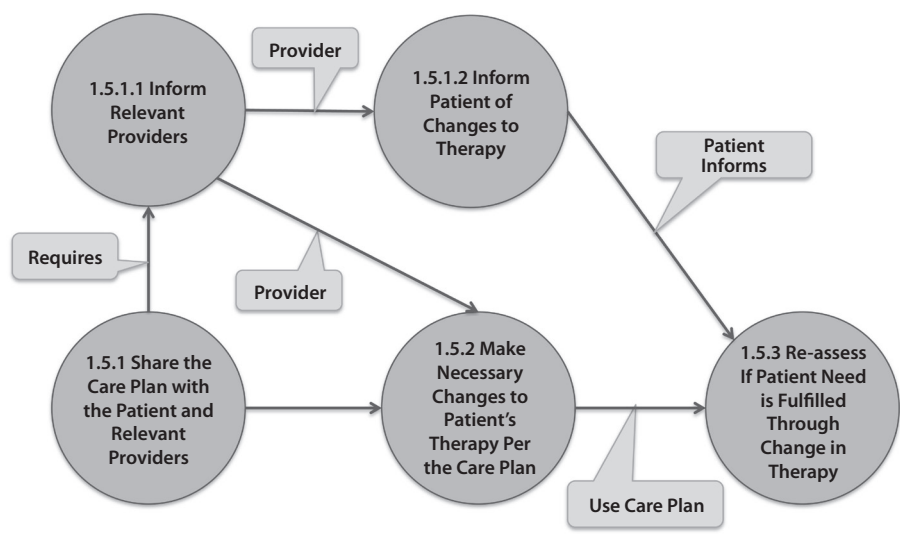 Provider
1.5.1.1 Inform
Relevant
Providers
1.5.1.2 Inform
Patient of
Changes to
Therapy
Patient
Informs
Requires
Provider
1.5.1 Share the
Care Plan with
the Patient and
Relevant
Providers
1.5.2 Make
Necessary
Changes to
Patient’s
Therapy Per
the Care Plan
1.5.3 Re-assess
If Patient Need
is Fulfilled
Through
Change in
Therapy
Use Care Plan